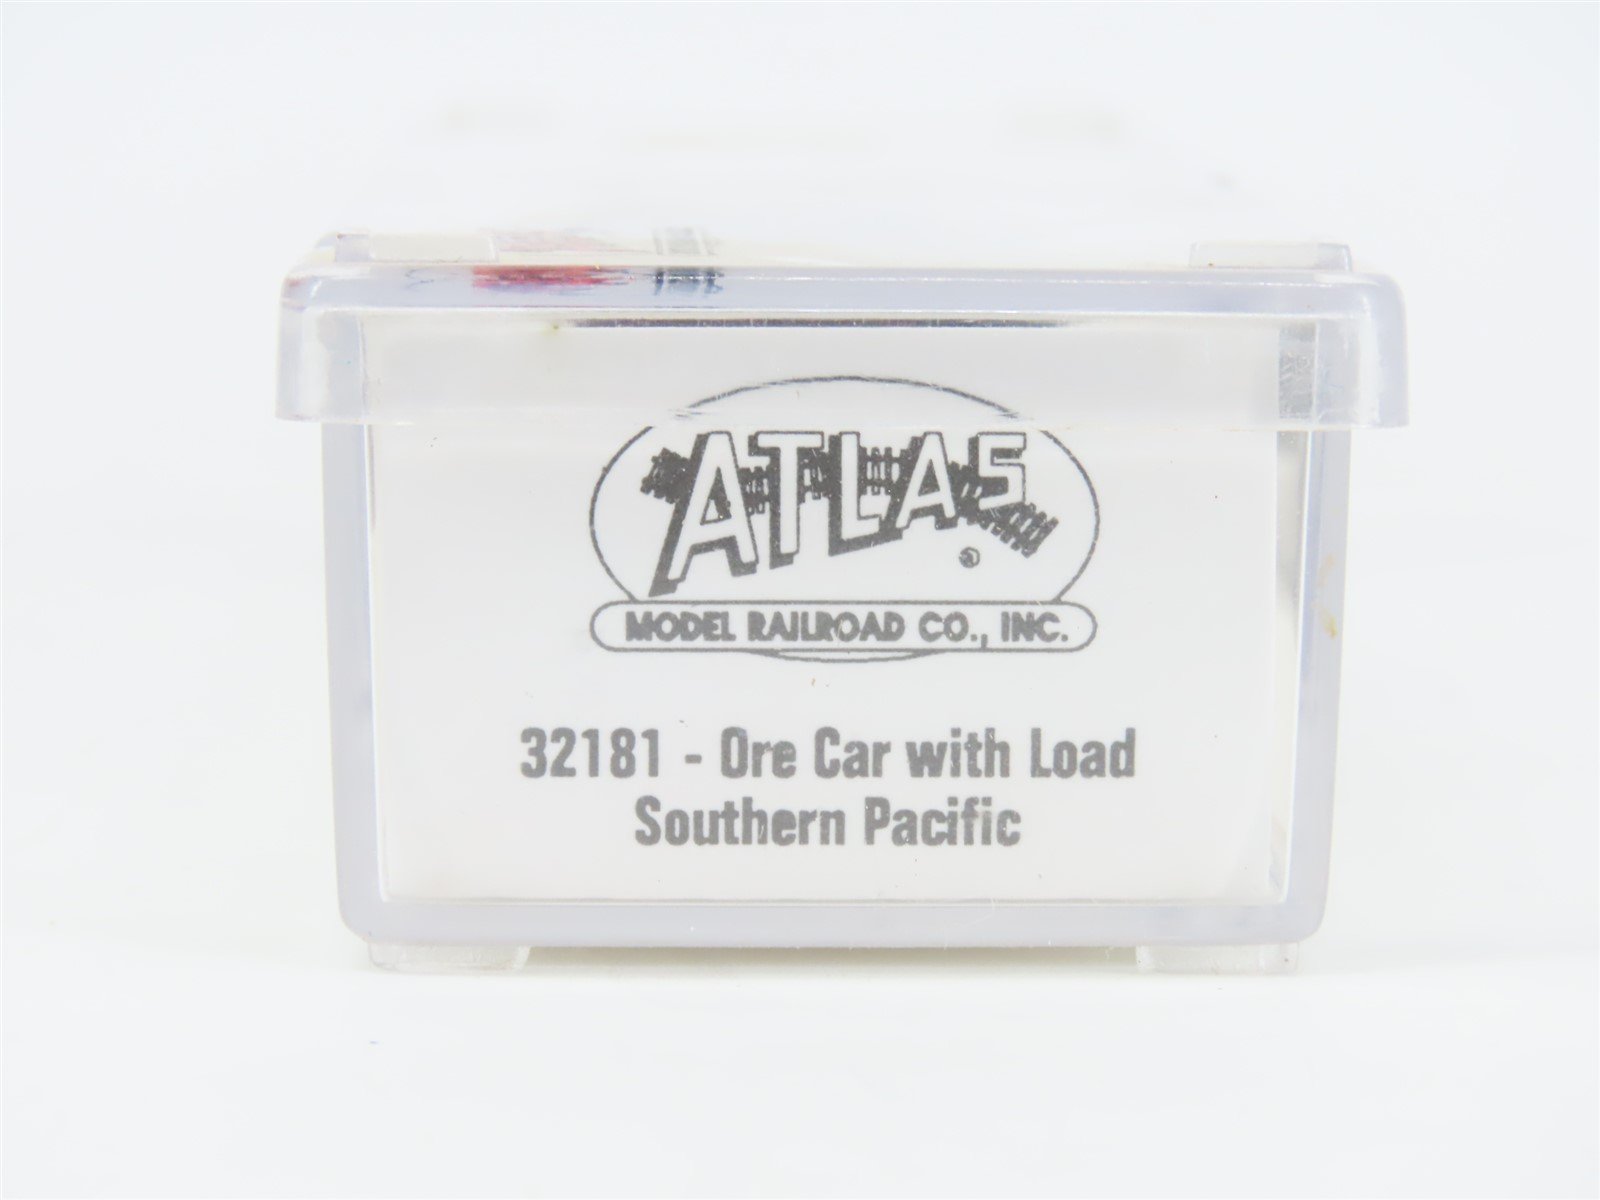 ATLAS ®
MODEL RAILROAD CO., INC.
32181 - Ore Car with Load
Southern Pacific